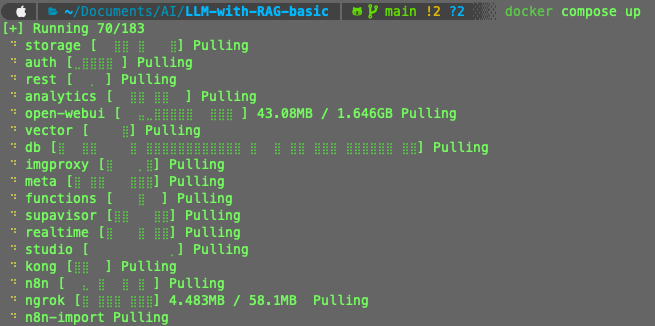 ~/Documents/AI/LLM-with-RAG-basic main !2 ?2 docker compose up
[+] Running 70/183
storage [ ⣿⣿ ⣿ ⣿] Pulling
auth [⣀⣿⣿⣿⣿ ] Pulling
rest [ ⡀ ] Pulling
analytics [ ⣿⣿ ⣿⣿ ] Pulling
open-webui [ ⣤⣀⣿⣿⣿⣿⣿ ⣿⣿⣿ ] 43.08MB / 1.646GB Pulling
vector [ ⣿] Pulling
db [⣿ ⣿⣿ ⣿ ⣿⣿⣿⣿⣿⣿⣿⣿⣿⣿⣿⣿ ⣿ ⣿ ⣿⣿ ⣿⣿⣿ ⣿⣿⣿⣿⣿⣿ ⣿⣿] Pulling
imgproxy [⣿ ⡀⣿] Pulling
meta [⣿ ⣿⣿ ⣿⣿⣿] Pulling
functions [ ⣿ ] Pulling
supavisor [⣿⣿ ⣿⣿] Pulling
realtime [⣿ ⣿ ⣿⣿] Pulling
studio [ ⡀] Pulling
kong [⣿⣿ ] Pulling
n8n [ ⣄ ⣿ ⣿ ⣿ ] Pulling
ngrok [⣿ ⣿⣿⣿ ⣿⣿⣿] 4.483MB / 58.1MB Pulling
n8n-import Pulling